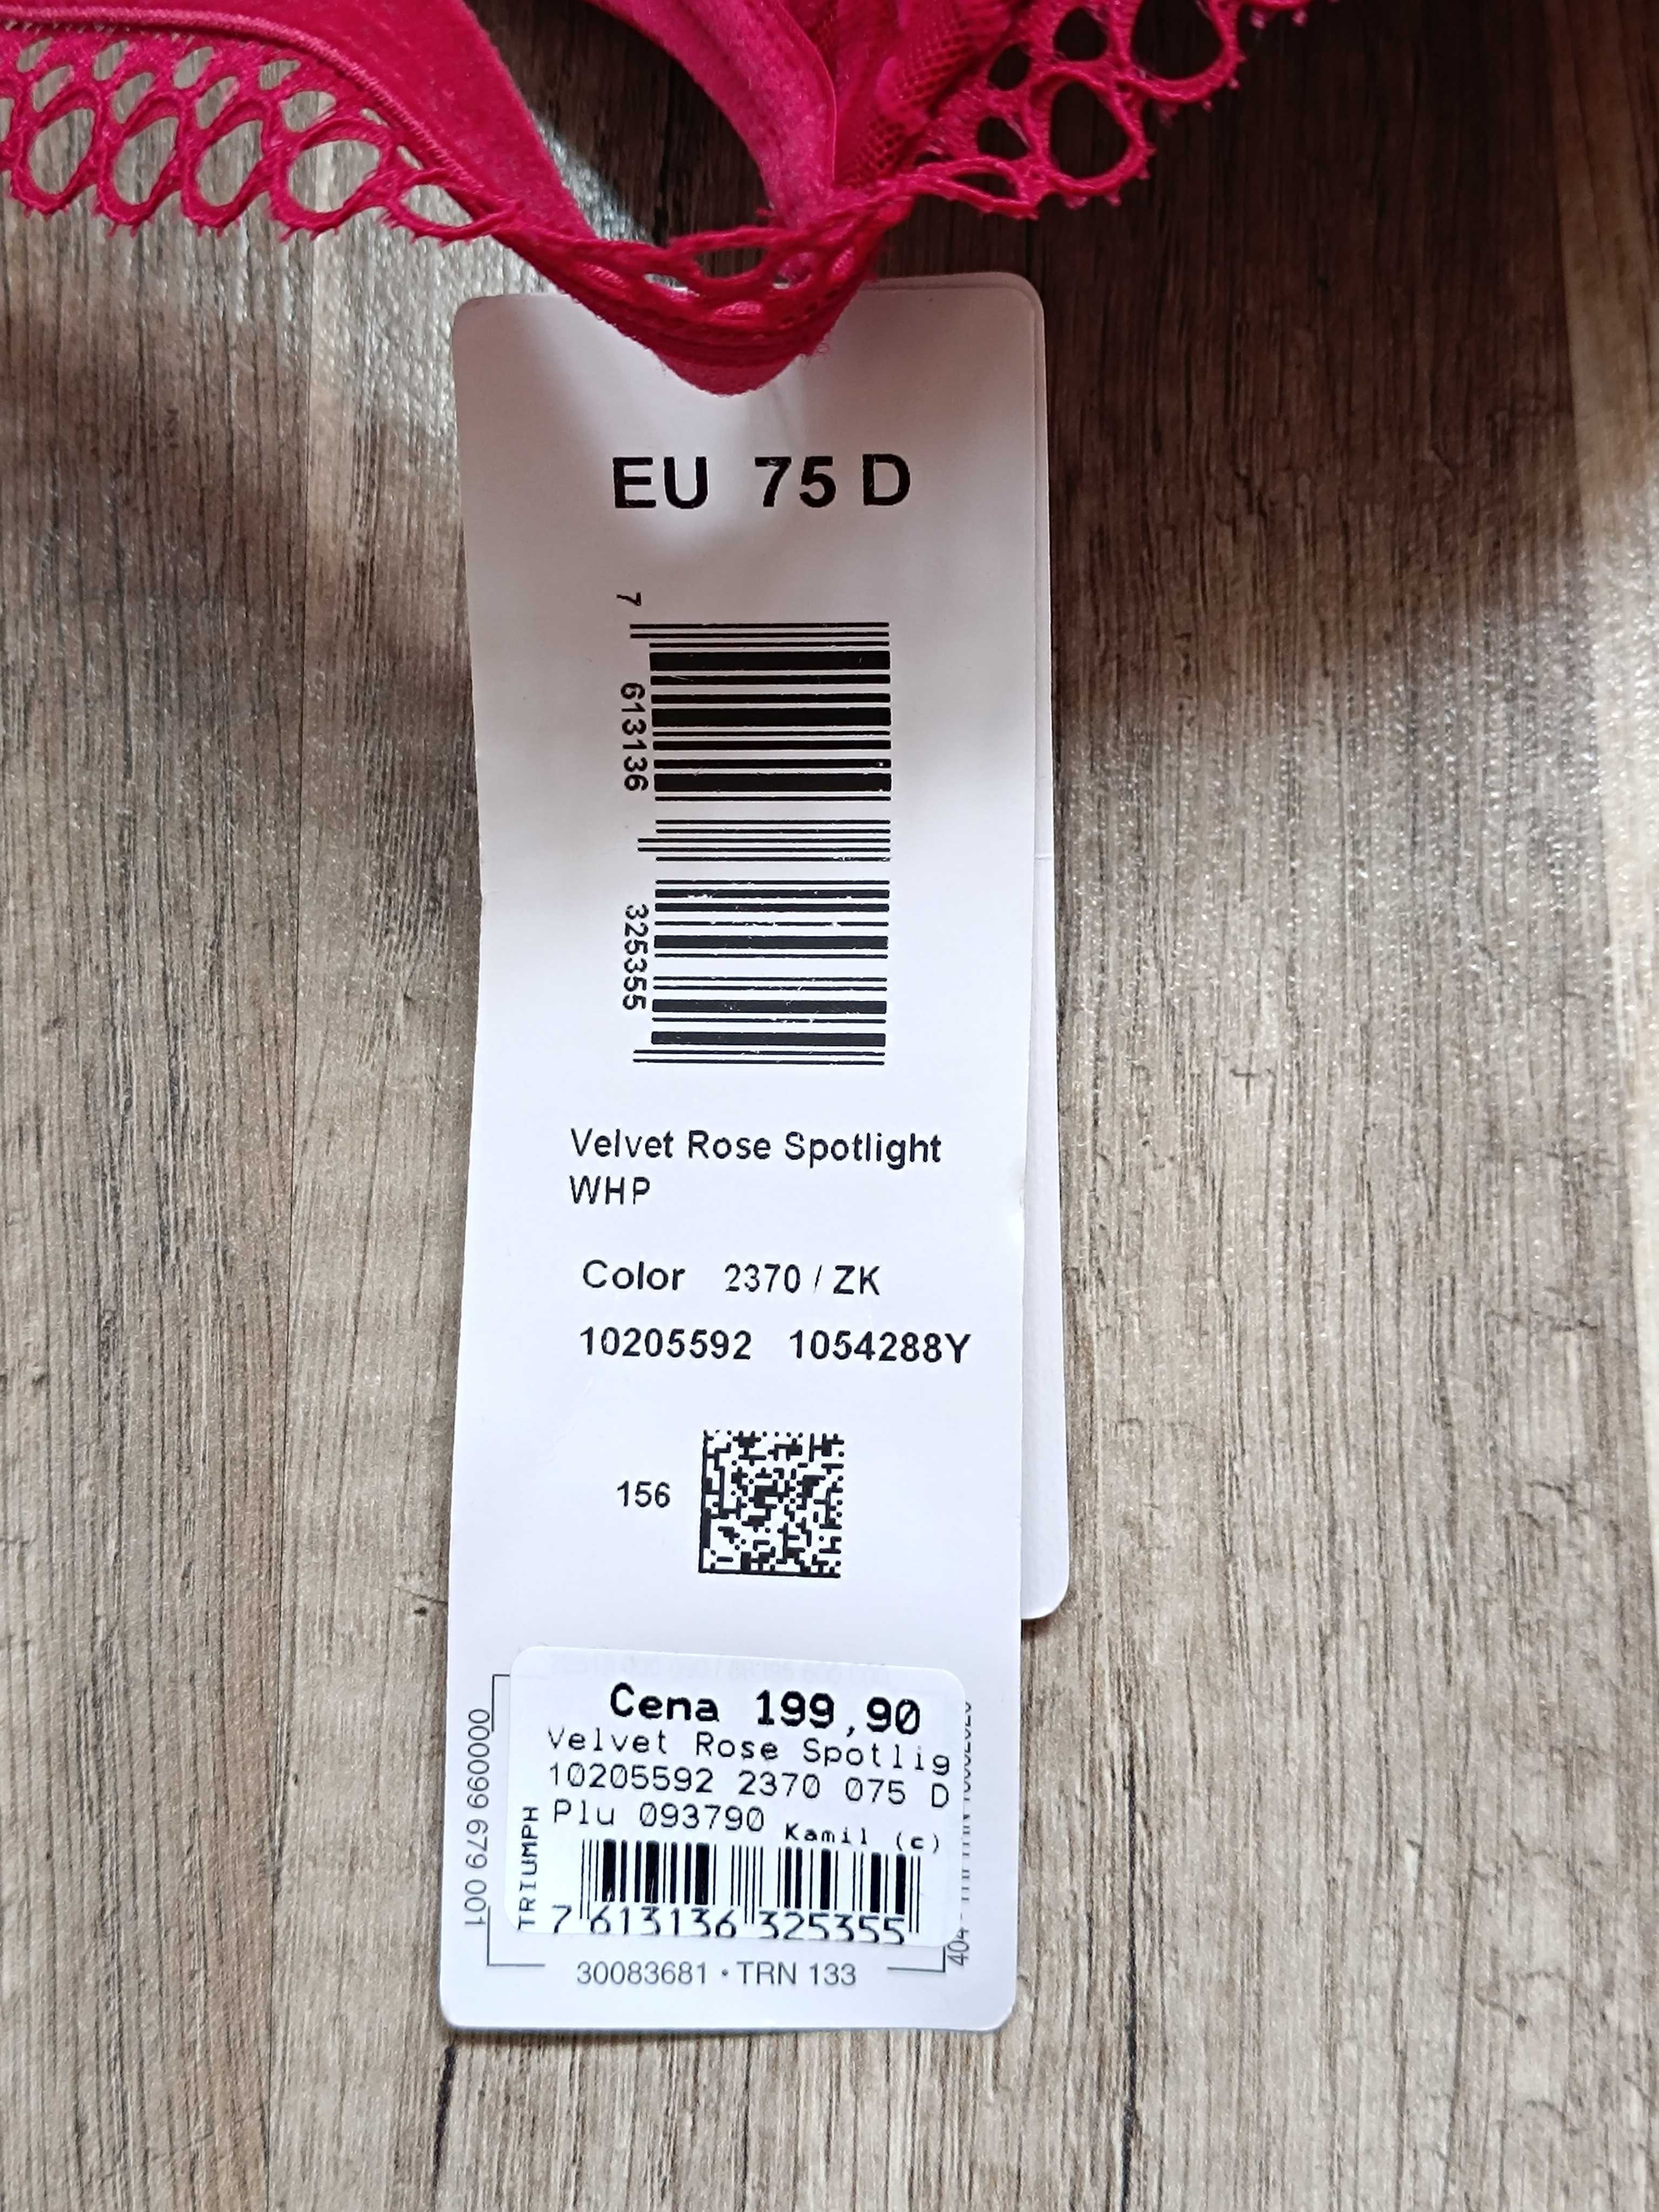 EU 75 D
7 613136 325355
Velvet Rose Spotlight
WHP
Color 2370 / ZK
10205592 1054288Y
156
Cena 199,90
Velvet Rose Spotlig
10205592 2370 075 D
Plu 093790 Kamil (c)
TRIUMPH
7 613136 325355
00099 679 001
30083681 • TRN 133